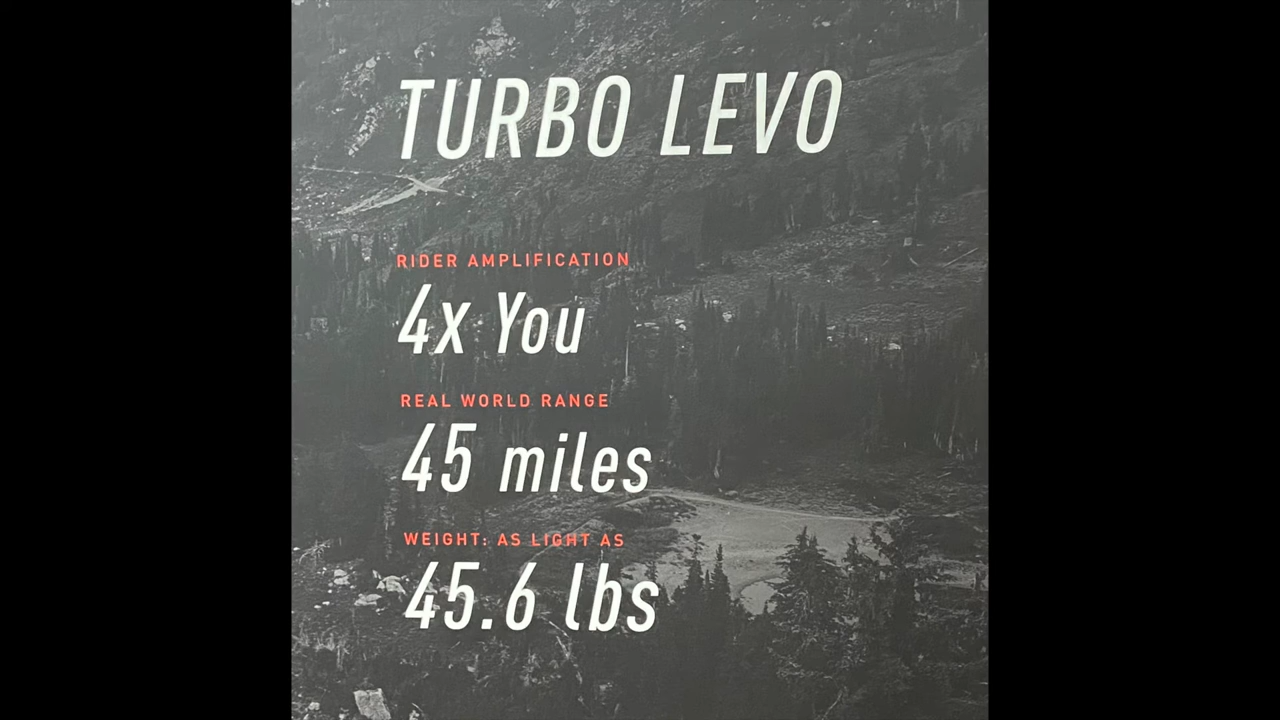 TURBO LEVO
RIDER AMPLIFICATION
4x You
REAL WORLD RANGE
45 miles
WEIGHT: AS LIGHT AS
45.6 lbs